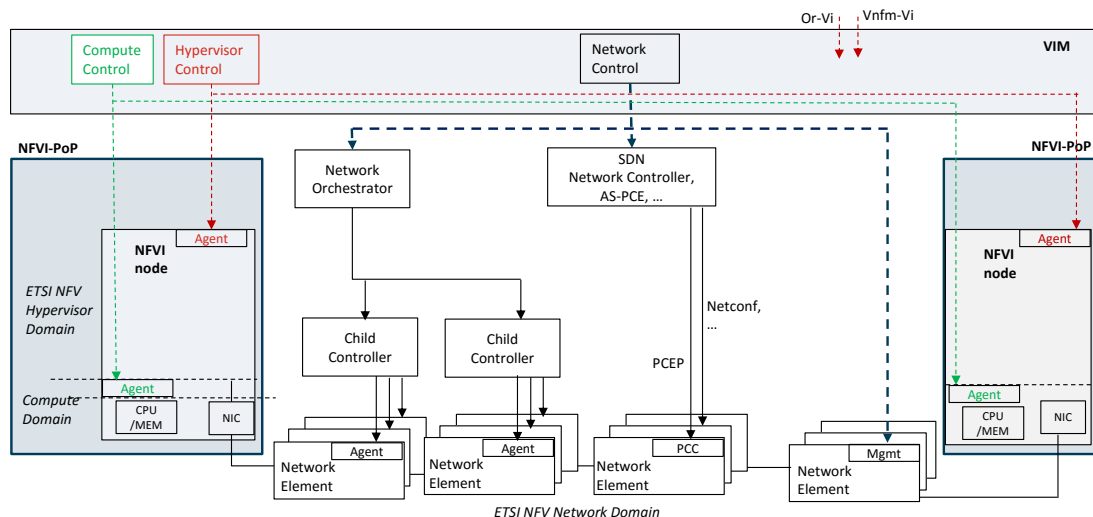 Or-Vi
Vnfm-Vi
Compute
Control
Hypervisor
Control
Network
Control
VIM
NFVI-PoP
NFVI-PoP
Network
Orchestrator
SDN
Network Controller,
AS-PCE, ...
Agent
NFVI
node
Agent
NFVI
node
ETSI NFV
Hypervisor
Domain
Netconf,
...
Child
Controller
Child
Controller
PCEP
Agent
Compute
Domain
CPU
/MEM
NIC
Agent
CPU
/MEM
NIC
Agent
Network
Element
Agent
Network
Element
PCC
Network
Element
Mgmt
Network
Element
ETSI NFV Network Domain